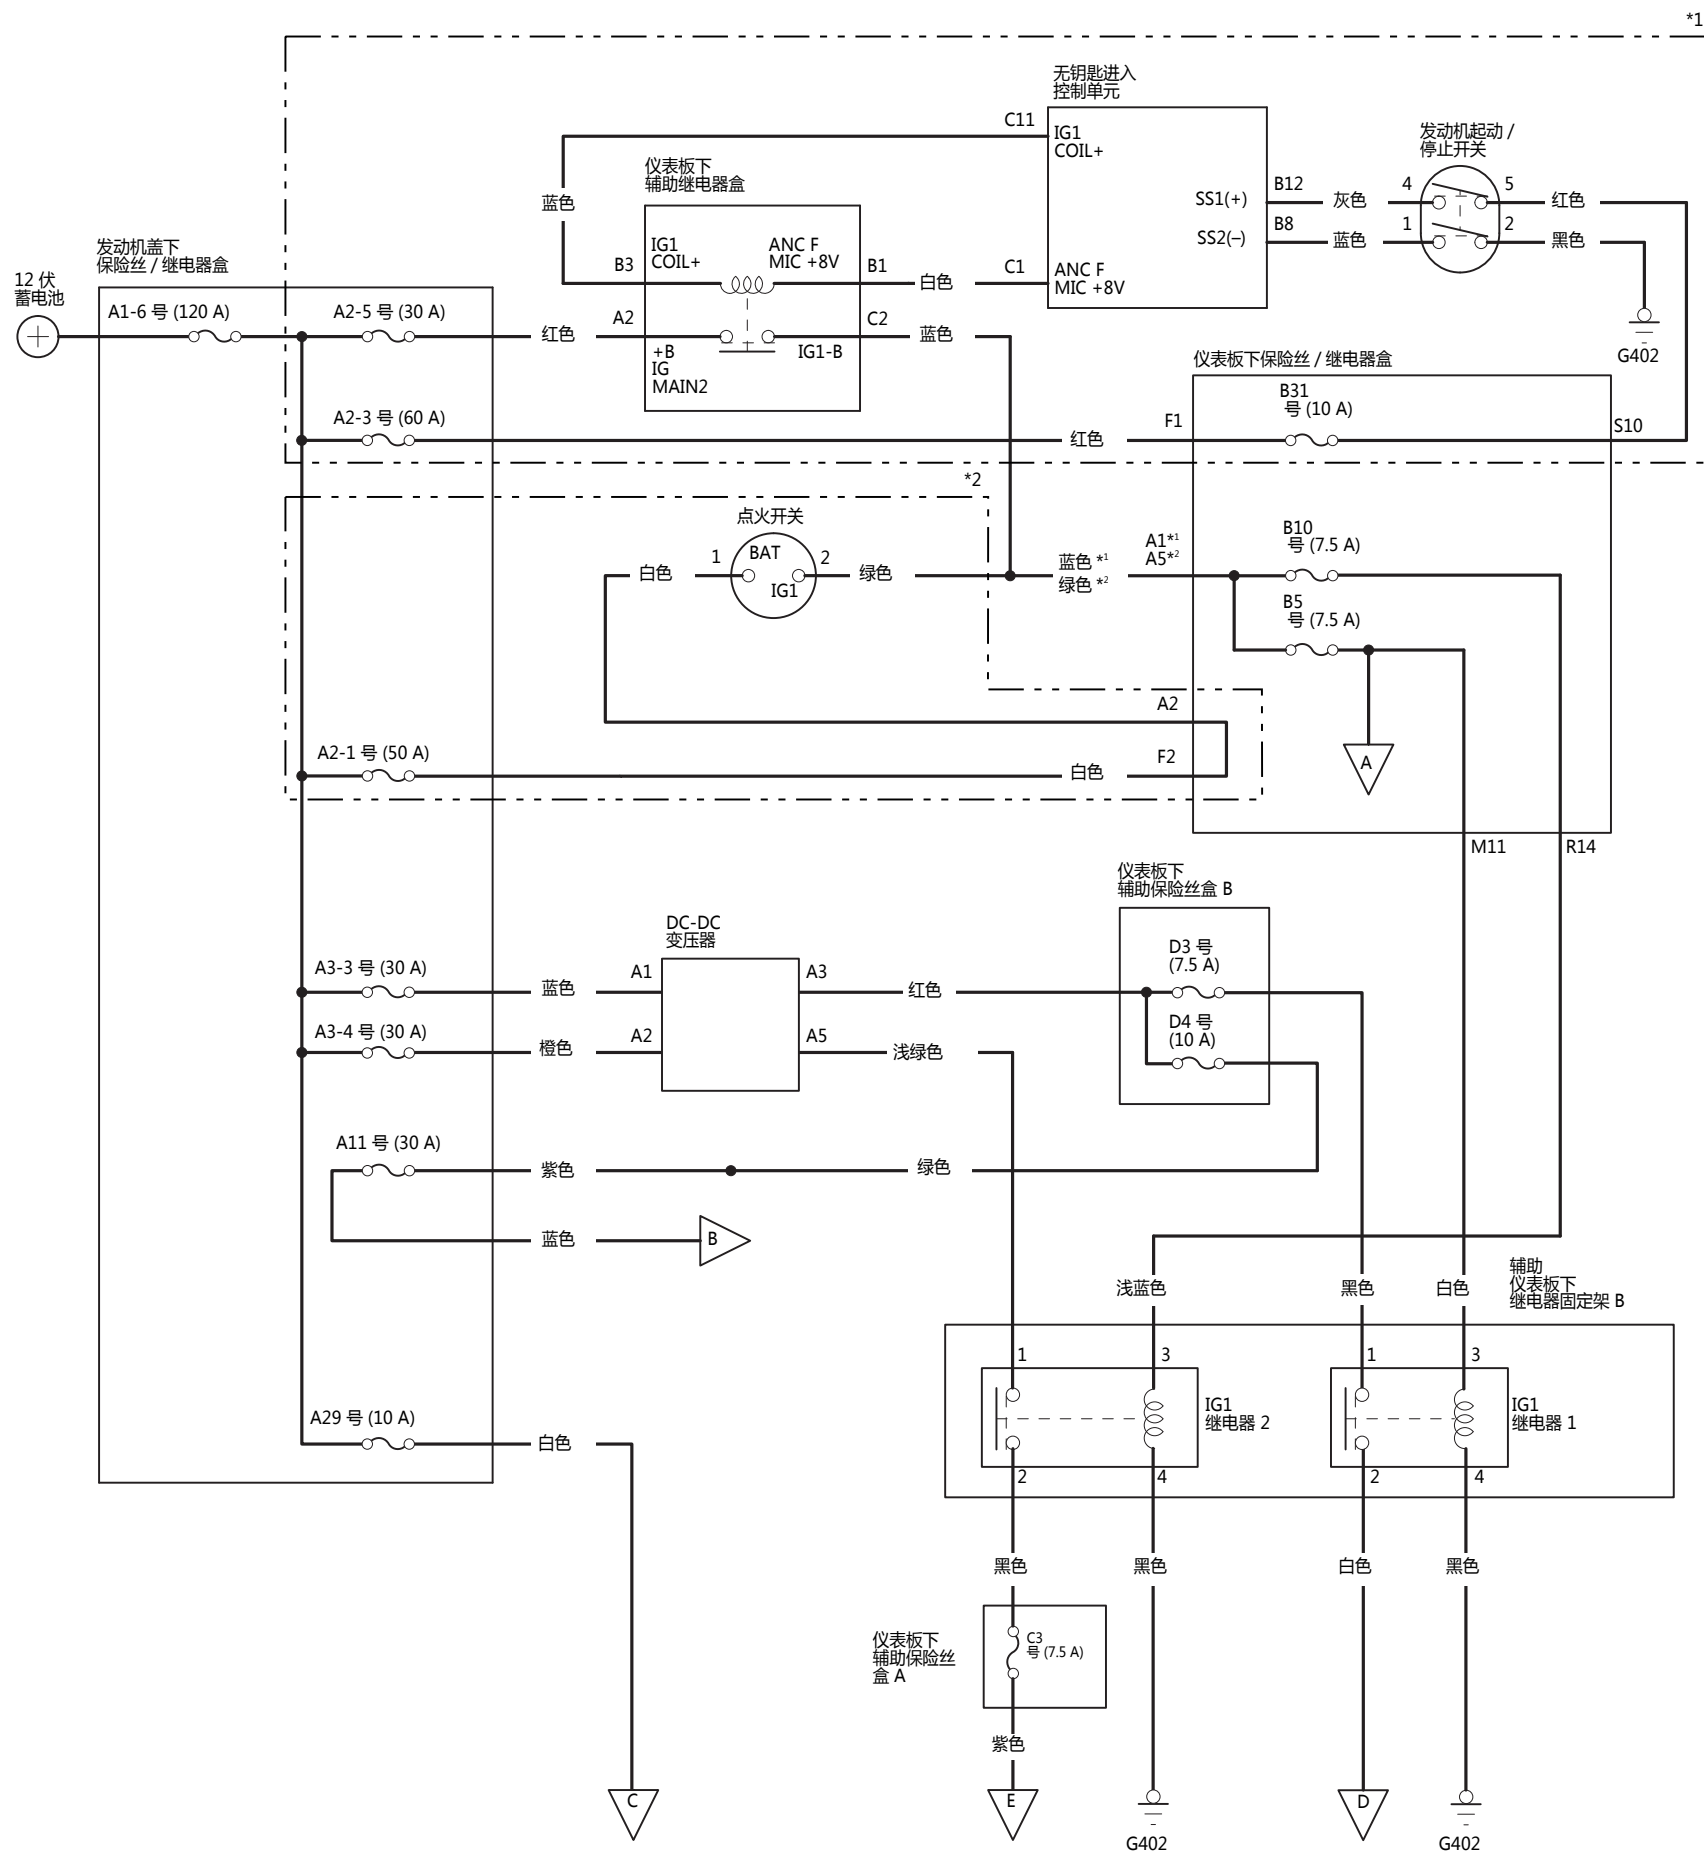 *1
无钥匙进入
控制单元
C11
IG1
COIL+
发动机起动 /
停止开关
仪表板下
辅助继电器盒
蓝色
SS1(+)
B12
灰色
4
5
红色
SS2(–)
B8
蓝色
1
2
黑色
发动机盖下
保险丝 / 继电器盒
12 伏
蓄电池
IG1
COIL+
ANC F
MIC +8V
B3
B1
白色
C1
ANC F
MIC +8V
A1-6 号 (120 A)
A2-5 号 (30 A)
红色
A2
C2
蓝色
+B
IG
MAIN2
IG1-B
G402
仪表板下保险丝 / 继电器盒
B31
号 (10 A)
A2-3 号 (60 A)
红色
F1
S10
*2
点火开关
BAT
IG1
1
2
白色
绿色
蓝色 *1
绿色 *2
A1*1
A5*2
B10
号 (7.5 A)
B5
号 (7.5 A)
A2
A2-1 号 (50 A)
白色
F2
A
M11
R14
仪表板下
辅助保险丝盒 B
DC-DC
变压器
D3 号
(7.5 A)
A3-3 号 (30 A)
蓝色
A1
A3
红色
D4 号
(10 A)
A3-4 号 (30 A)
橙色
A2
A5
浅绿色
A11 号 (30 A)
紫色
绿色
蓝色
B
浅蓝色
黑色
白色
辅助
仪表板下
继电器固定架 B
1
3
1
3
IG1
继电器 2
IG1
继电器 1
A29 号 (10 A)
白色
2
4
2
4
黑色
黑色
白色
黑色
仪表板下
辅助保险丝
盒 A
C3
号 (7.5 A)
紫色
C
E
D
G402
G402